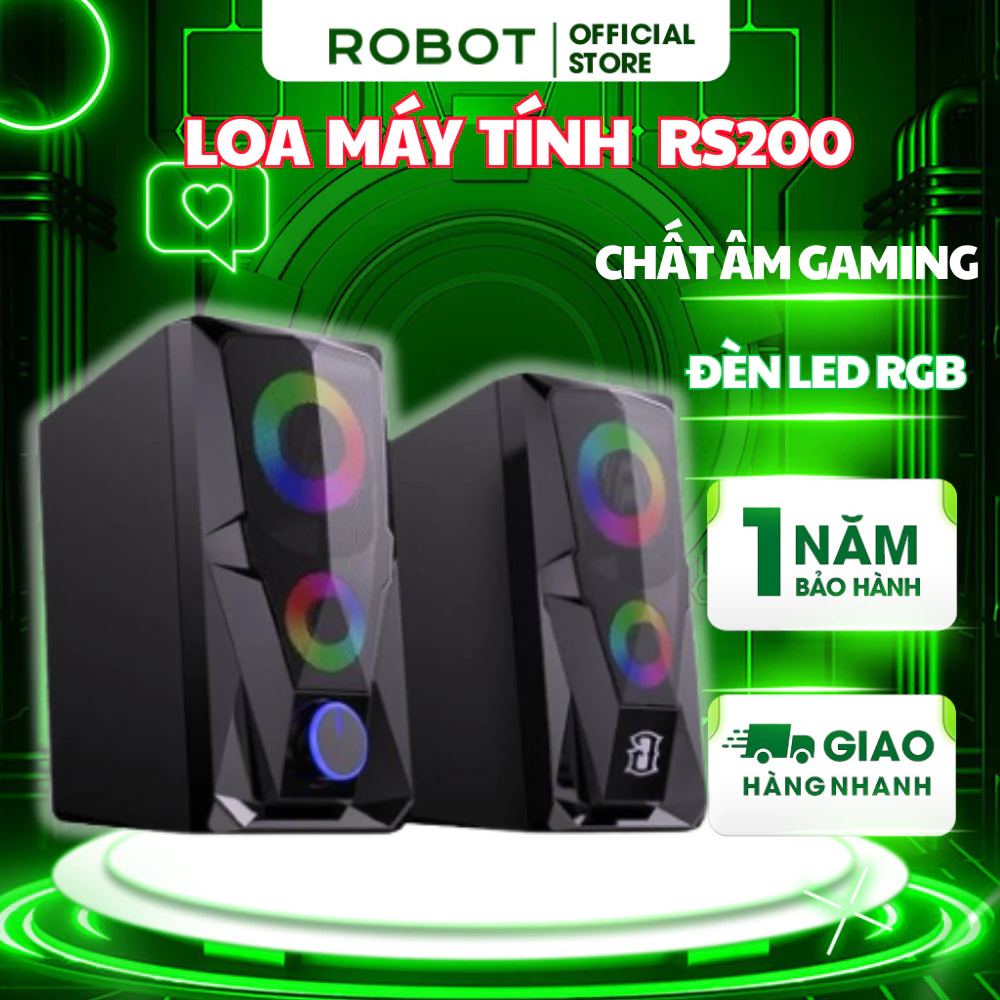 ROBOT
OFFICIAL
STORE
LOA MÁY TÍNH RS200
CHẤT ÂM GAMING
ĐÈN LED RGB
1 NĂM
BẢO HÀNH
GIAO
HÀNG NHANH